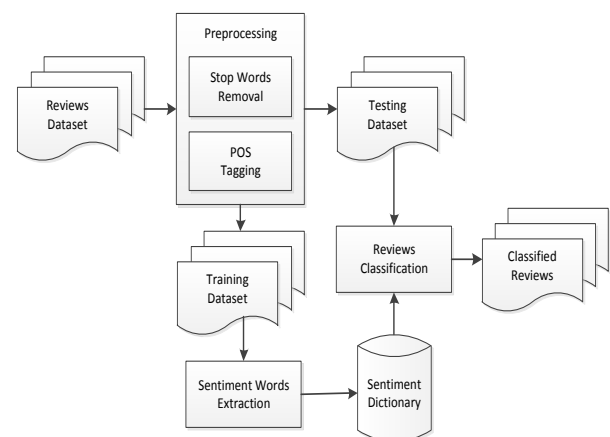 Preprocessing
Stop Words
Removal
POS
Tagging
Reviews
Dataset
Testing
Dataset
Training
Dataset
Reviews
Classification
Classified
Reviews
Sentiment Words
Extraction
Sentiment
Dictionary